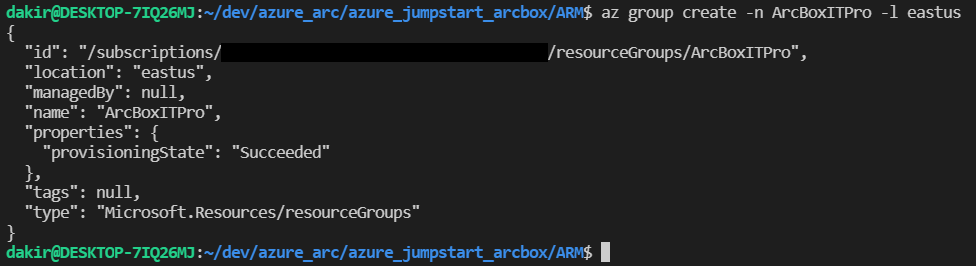 dakir@DESKTOP-7IQ26MJ:~/dev/azure_arc/azure_jumpstart_arcbox/ARM$ az group create -n ArcBoxITPro -l eastus
{
  "id": "/subscriptions/ /resourceGroups/ArcBoxITPro",
  "location": "eastus",
  "managedBy": null,
  "name": "ArcBoxITPro",
  "properties": {
    "provisioningState": "Succeeded"
  },
  "tags": null,
  "type": "Microsoft.Resources/resourceGroups"
}
dakir@DESKTOP-7IQ26MJ:~/dev/azure_arc/azure_jumpstart_arcbox/ARM$